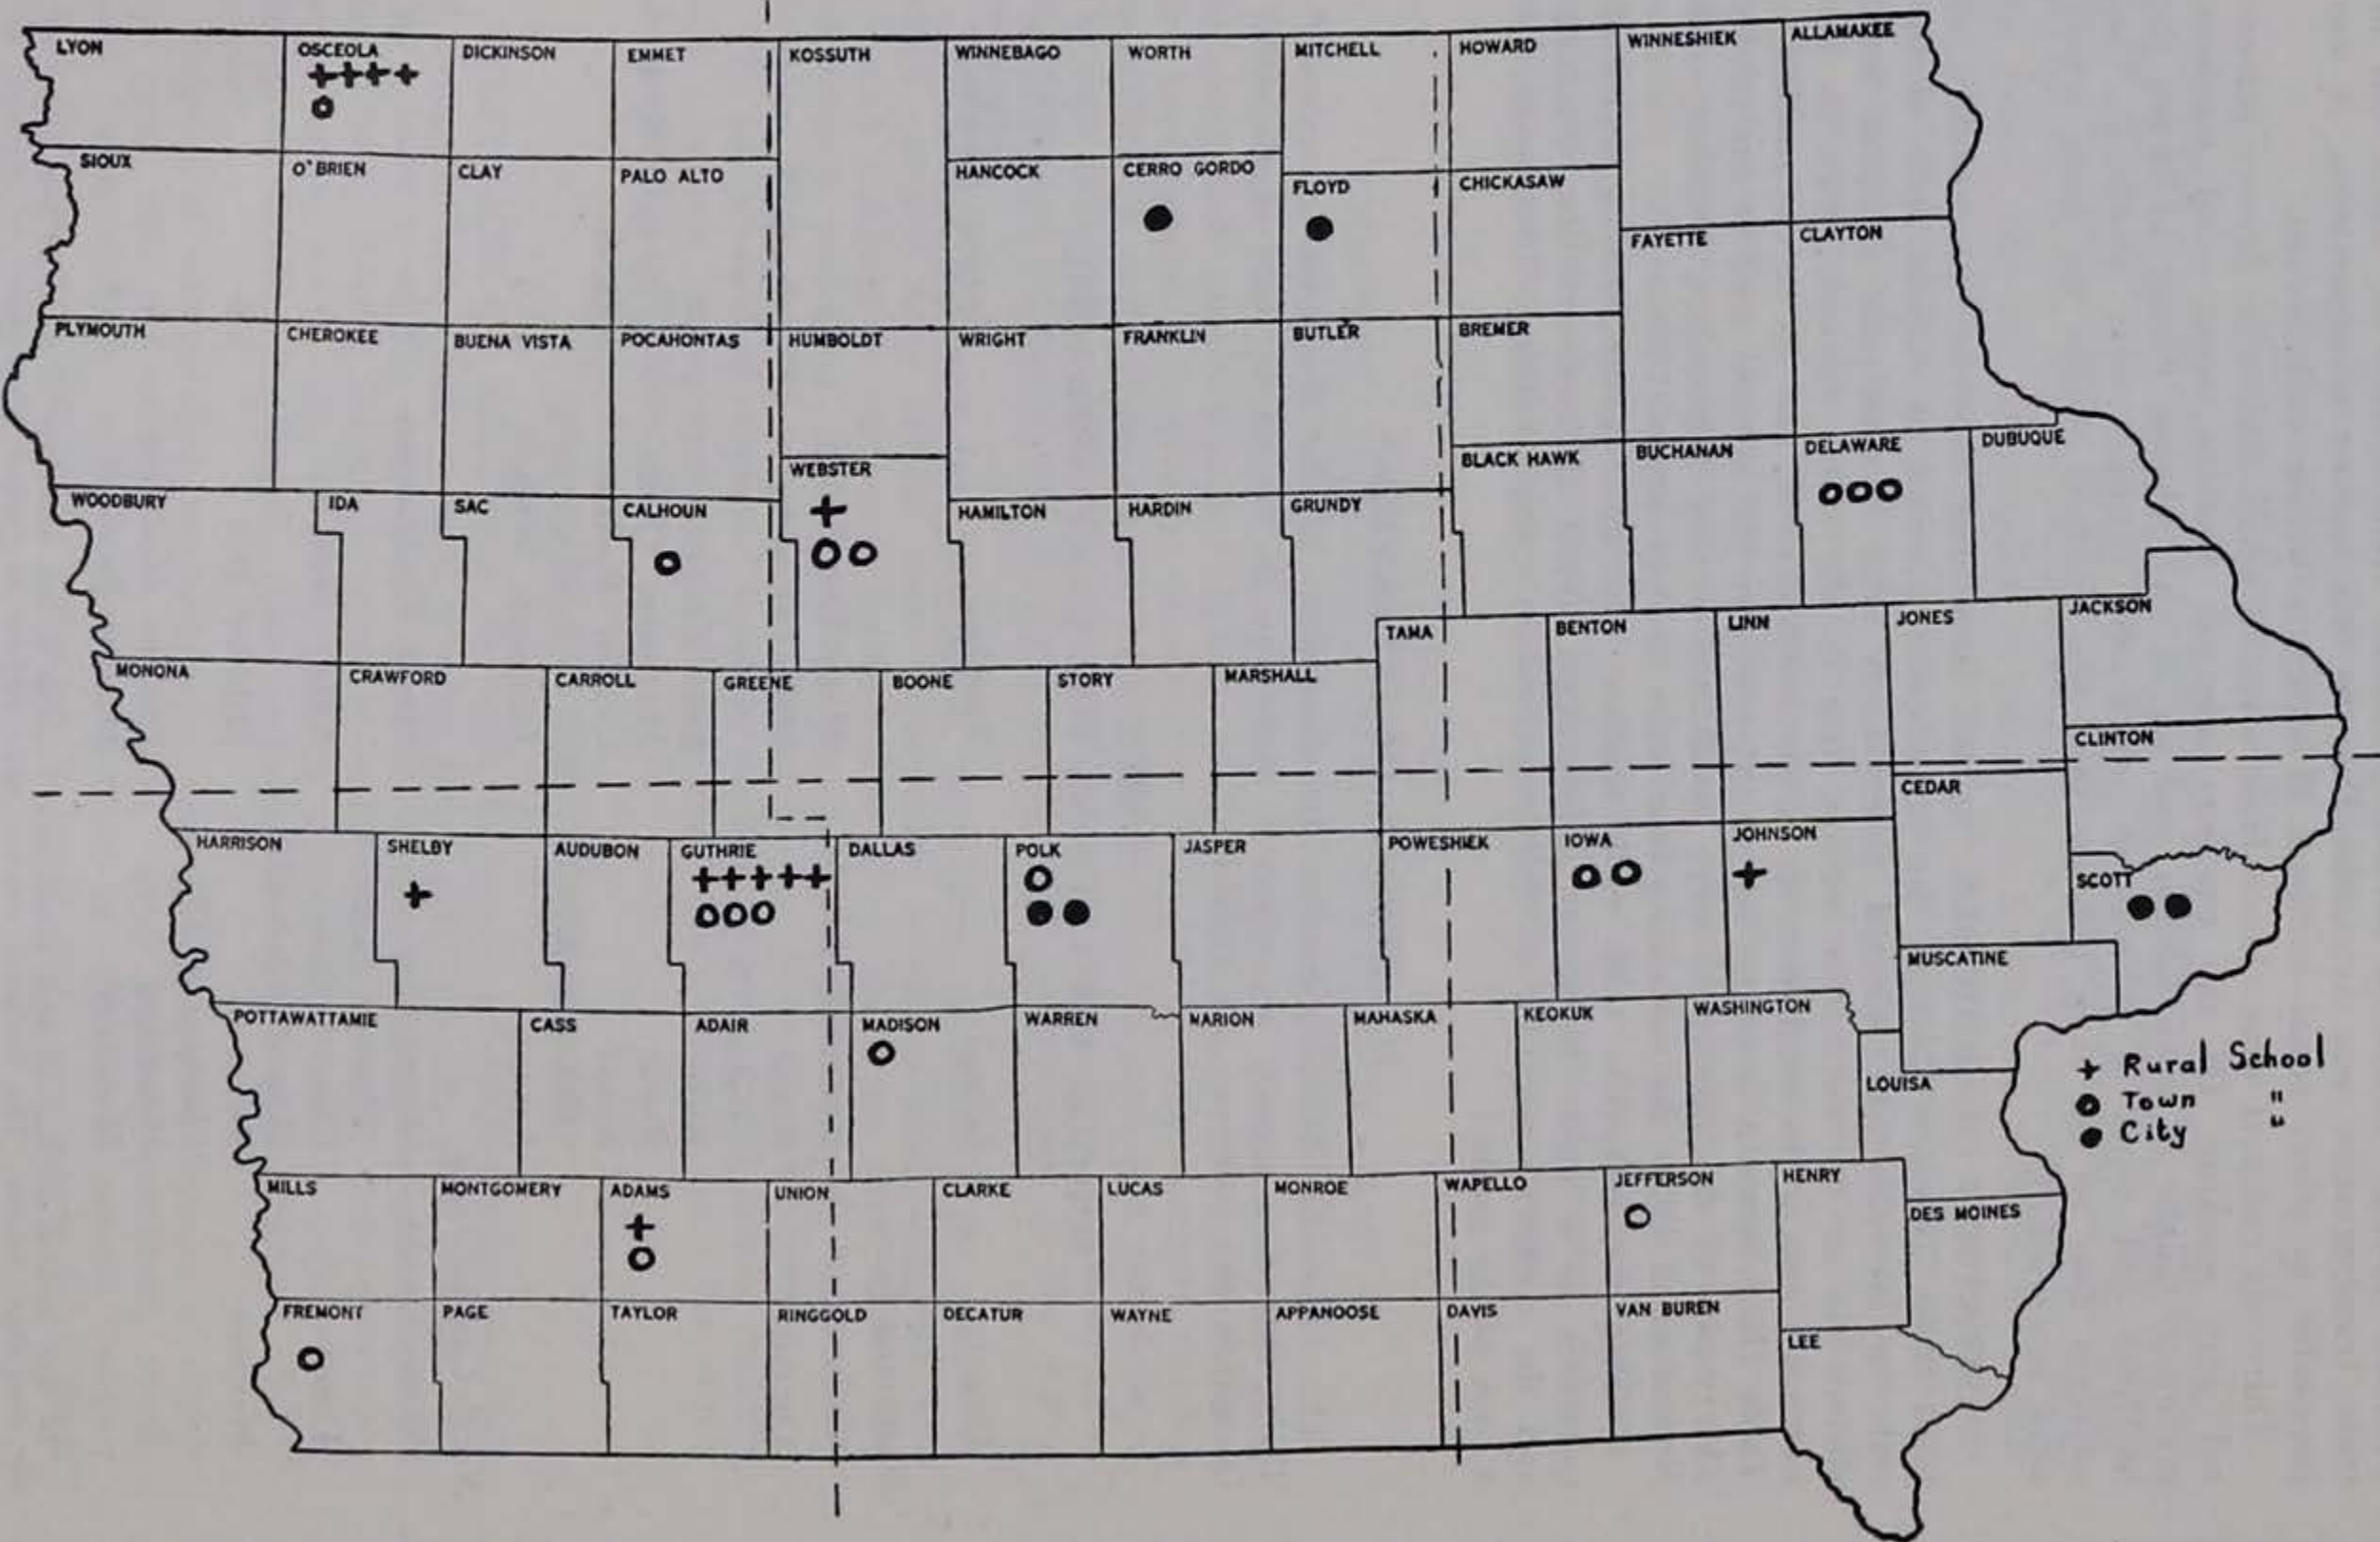 LYON OSCEOLA DICKINSON EMMET KOSSUTH WINNEBAGO WORTH MITCHELL HOWARD WINNESHIEK ALLAMAKEE
SIOUX O'BRIEN CLAY PALO ALTO HANCOCK CERRO GORDO FLOYD CHICKASAW
FAYETTE CLAYTON
PLYMOUTH CHEROKEE BUENA VISTA POCAHONTAS HUMBOLDT WRIGHT FRANKLIN BUTLER BREMER
WEBSTER BLACK HAWK BUCHANAN DELAWARE DUBUQUE
WOODBURY IDA SAC CALHOUN HAMILTON HARDIN GRUNDY
TAMA BENTON LINN JONES JACKSON
MONONA CRAWFORD CARROLL GREENE BOONE STORY MARSHALL
CLINTON
CEDAR
HARRISON SHELBY AUDUBON GUTHRIE DALLAS POLK JASPER POWESHIEK IOWA JOHNSON
SCOTT
MUSCATINE
POTTAWATTAMIE CASS ADAIR MADISON WARREN MARION MAHASKA KEOKUK WASHINGTON
LOUISA
+ Rural School
Town "
City "
MILLS MONTGOMERY ADAMS UNION CLARKE LUCAS MONROE WAPELLO JEFFERSON HENRY
DES MOINES
FREMONT PAGE TAYLOR RINGGOLD DECATUR WAYNE APPANOOSE DAVIS VAN BUREN
LEE